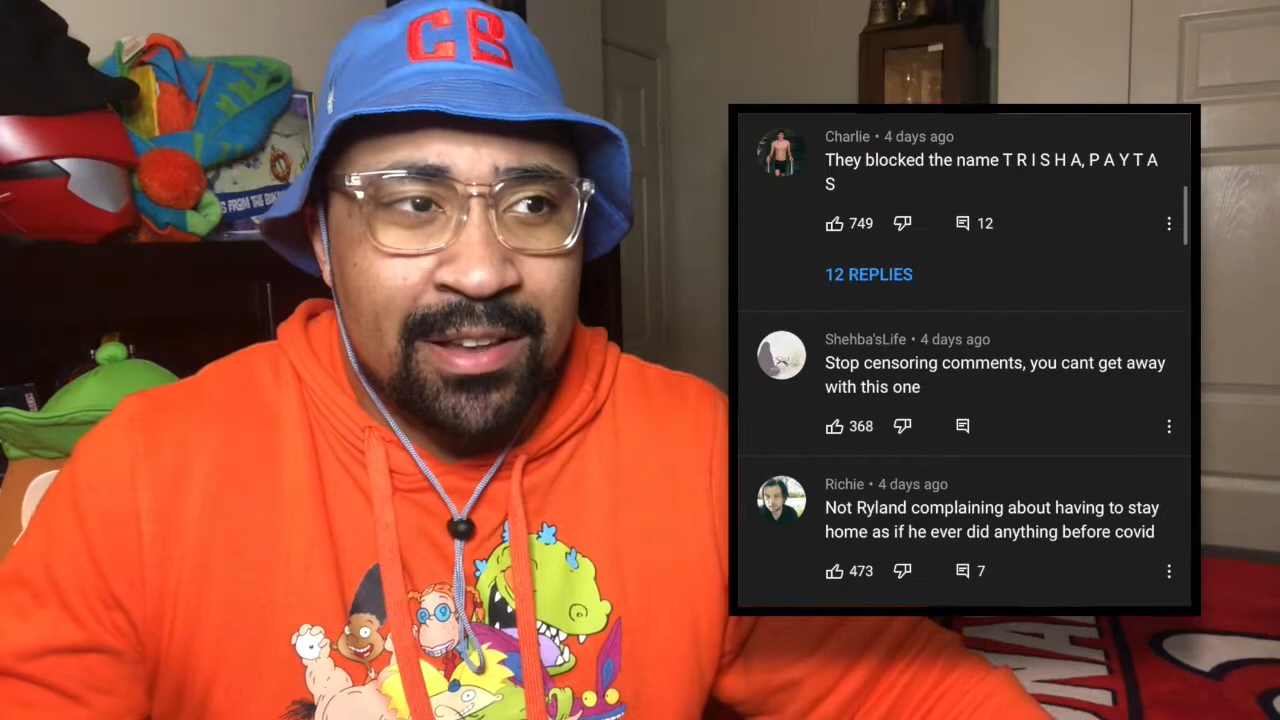 CB
FROM THE
Charlie • 4 days ago
They blocked the name T R I S H A, P A Y T A
S
749
12
12 REPLIES
Shehba'sLife • 4 days ago
Stop censoring comments, you cant get away
with this one
368
Richie • 4 days ago
Not Ryland complaining about having to stay
home as if he ever did anything before covid
473
7